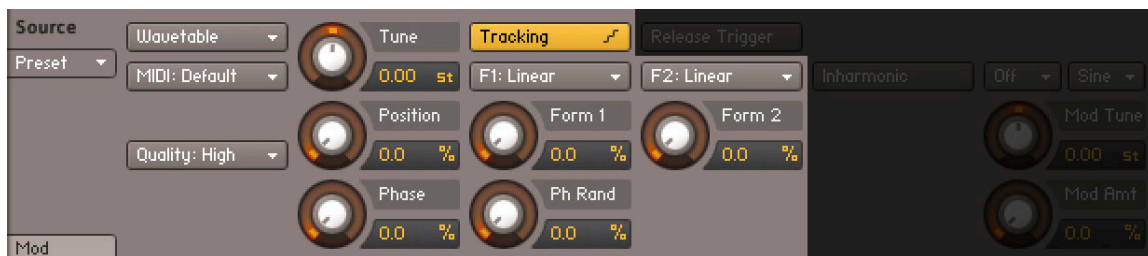 Source
Preset
Mod
Wavetable
MIDI: Default
Quality: High
Tune
0.00 st
Position
0.0 %
Phase
0.0 %
Tracking
F1: Linear
Form 1
0.0 %
Ph Rand
0.0 %
Release Trigger
F2: Linear
Form 2
0.0 %
Inharmonic
Off
Sine
Mod Tune
0.00 st
Mod Amt
0.0 %